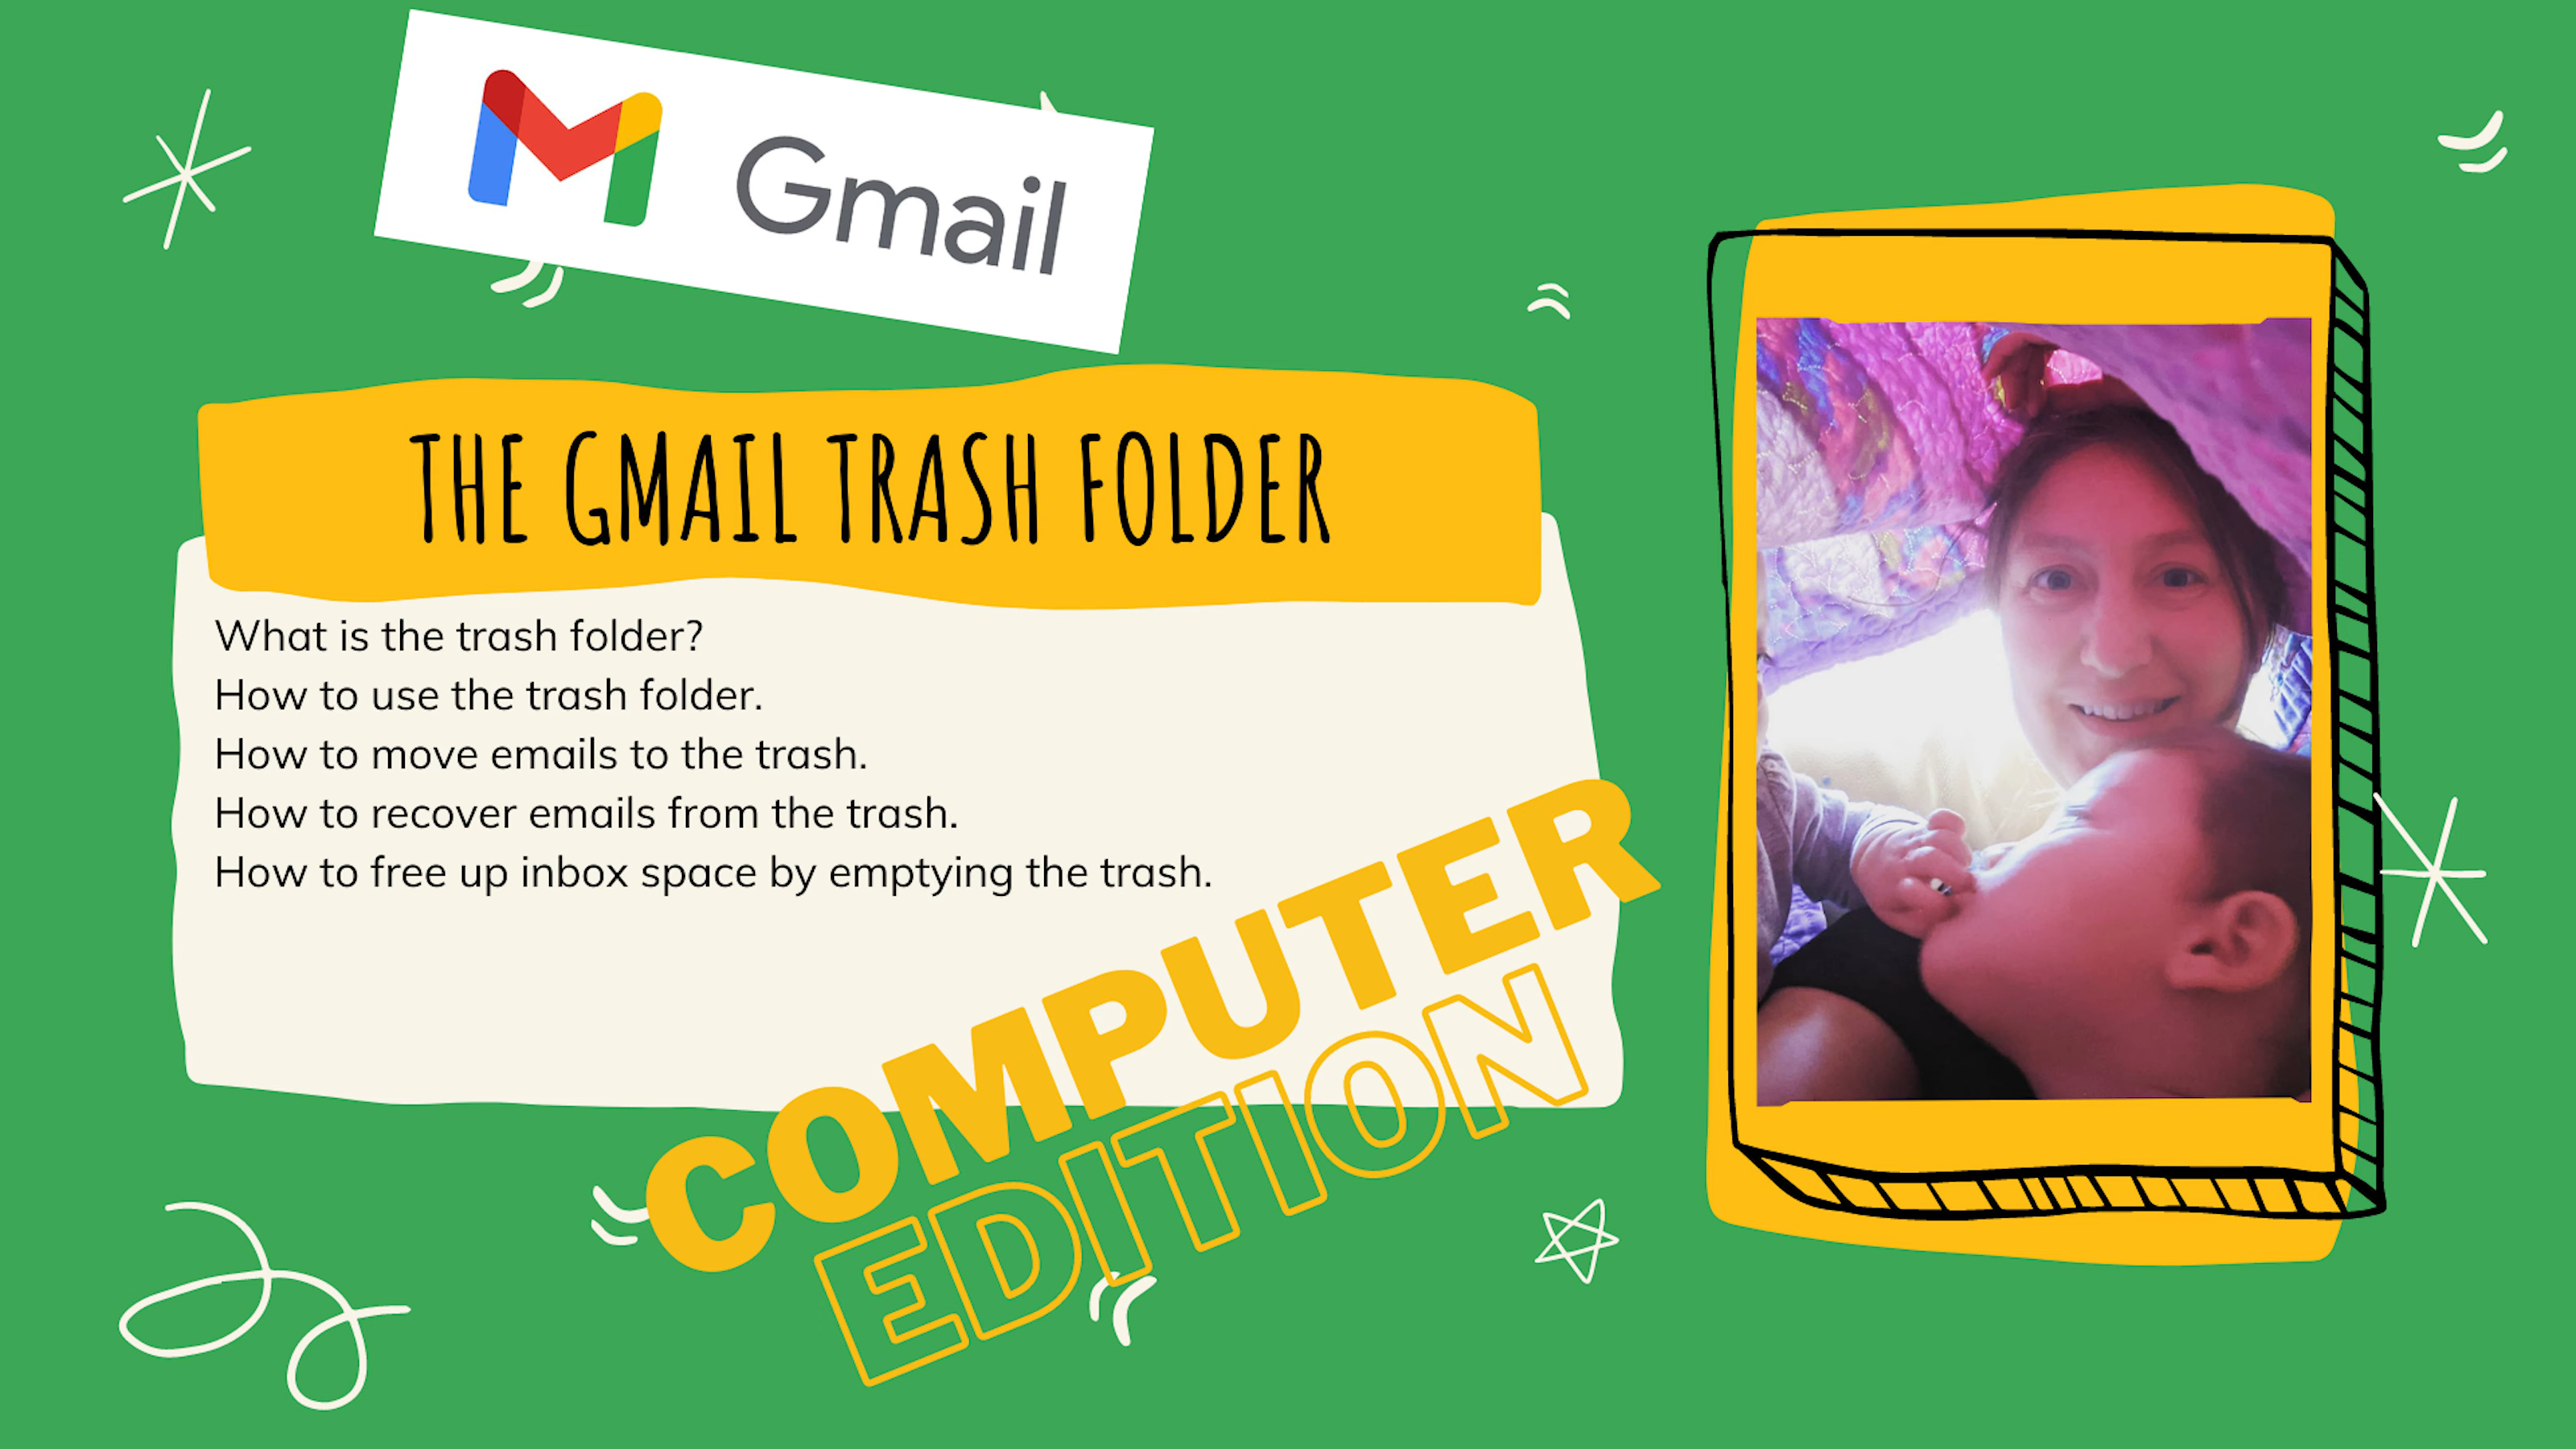 Gmail
THE GMAIL TRASH FOLDER
What is the trash folder?
How to use the trash folder.
How to move emails to the trash.
How to recover emails from the trash.
How to free up inbox space by emptying the trash.
COMPUTER
EDITION